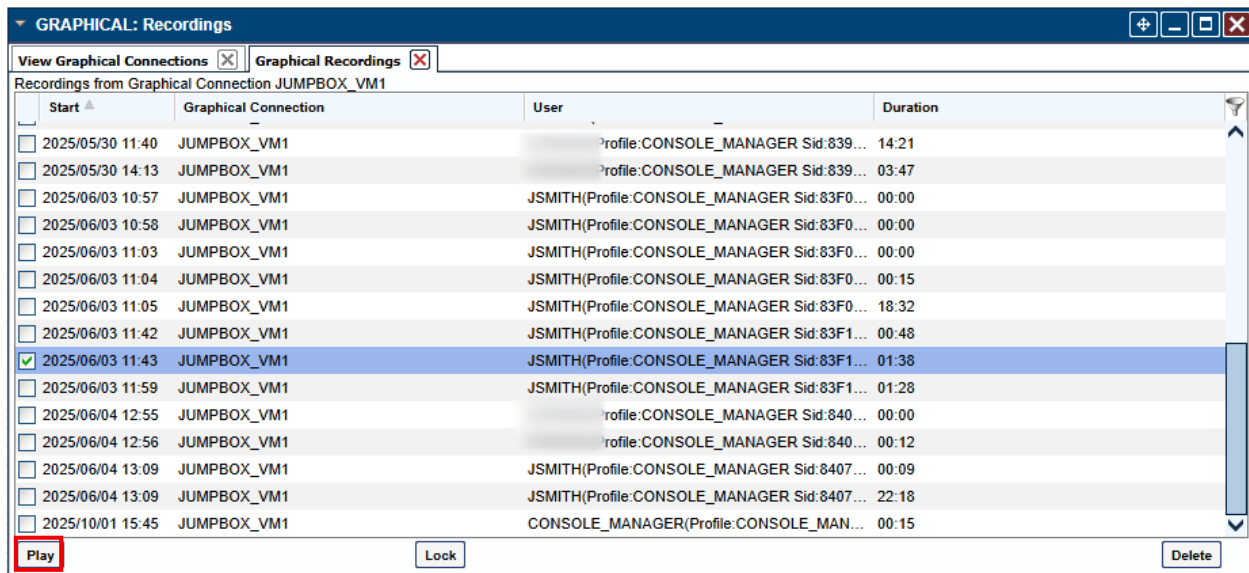 GRAPHICAL: Recordings
View Graphical Connections Graphical Recordings
Recordings from Graphical Connection JUMPBOX_VM1
Start Graphical Connection User Duration
2025/05/30 11:40 JUMPBOX_VM1 Profile:CONSOLE_MANAGER Sid:839... 14:21
2025/05/30 14:13 JUMPBOX_VM1 Profile:CONSOLE_MANAGER Sid:839... 03:47
2025/06/03 10:57 JUMPBOX_VM1 JSMITH(Profile:CONSOLE_MANAGER Sid:83F0... 00:00
2025/06/03 10:58 JUMPBOX_VM1 JSMITH(Profile:CONSOLE_MANAGER Sid:83F0... 00:00
2025/06/03 11:03 JUMPBOX_VM1 JSMITH(Profile:CONSOLE_MANAGER Sid:83F0... 00:00
2025/06/03 11:04 JUMPBOX_VM1 JSMITH(Profile:CONSOLE_MANAGER Sid:83F0... 00:15
2025/06/03 11:05 JUMPBOX_VM1 JSMITH(Profile:CONSOLE_MANAGER Sid:83F0... 18:32
2025/06/03 11:42 JUMPBOX_VM1 JSMITH(Profile:CONSOLE_MANAGER Sid:83F1... 00:48
2025/06/03 11:43 JUMPBOX_VM1 JSMITH(Profile:CONSOLE_MANAGER Sid:83F1... 01:38
2025/06/03 11:59 JUMPBOX_VM1 JSMITH(Profile:CONSOLE_MANAGER Sid:83F1... 01:28
2025/06/04 12:55 JUMPBOX_VM1 Profile:CONSOLE_MANAGER Sid:840... 00:00
2025/06/04 12:56 JUMPBOX_VM1 Profile:CONSOLE_MANAGER Sid:840... 00:12
2025/06/04 13:09 JUMPBOX_VM1 JSMITH(Profile:CONSOLE_MANAGER Sid:8407... 00:09
2025/06/04 13:09 JUMPBOX_VM1 JSMITH(Profile:CONSOLE_MANAGER Sid:8407... 22:18
2025/10/01 15:45 JUMPBOX_VM1 CONSOLE_MANAGER(Profile:CONSOLE_MAN... 00:15
Play Lock Delete